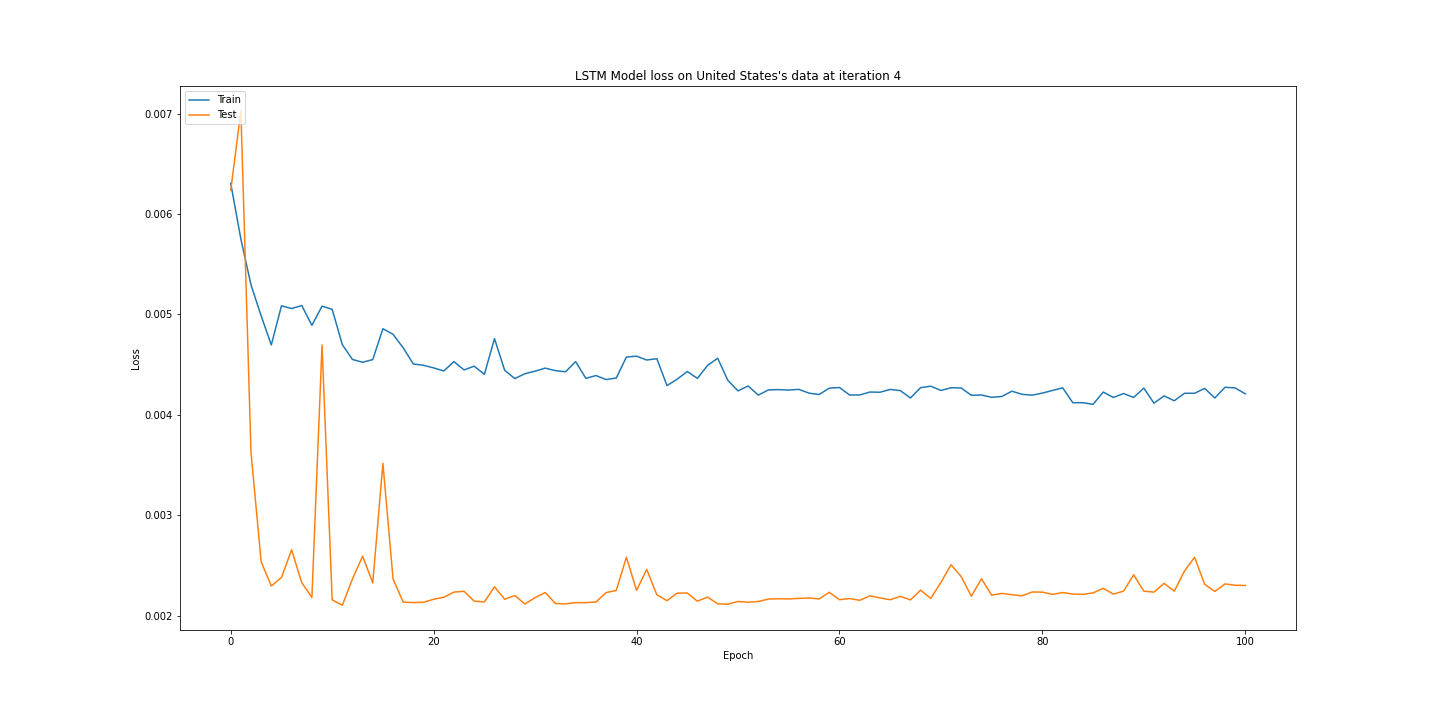 LSTM Model loss on United States's data at iteration 4
Train
Test
0.007
0.006
0.005
0.004
0.003
0.002
Loss
0 20 40 60 80 100
Epoch